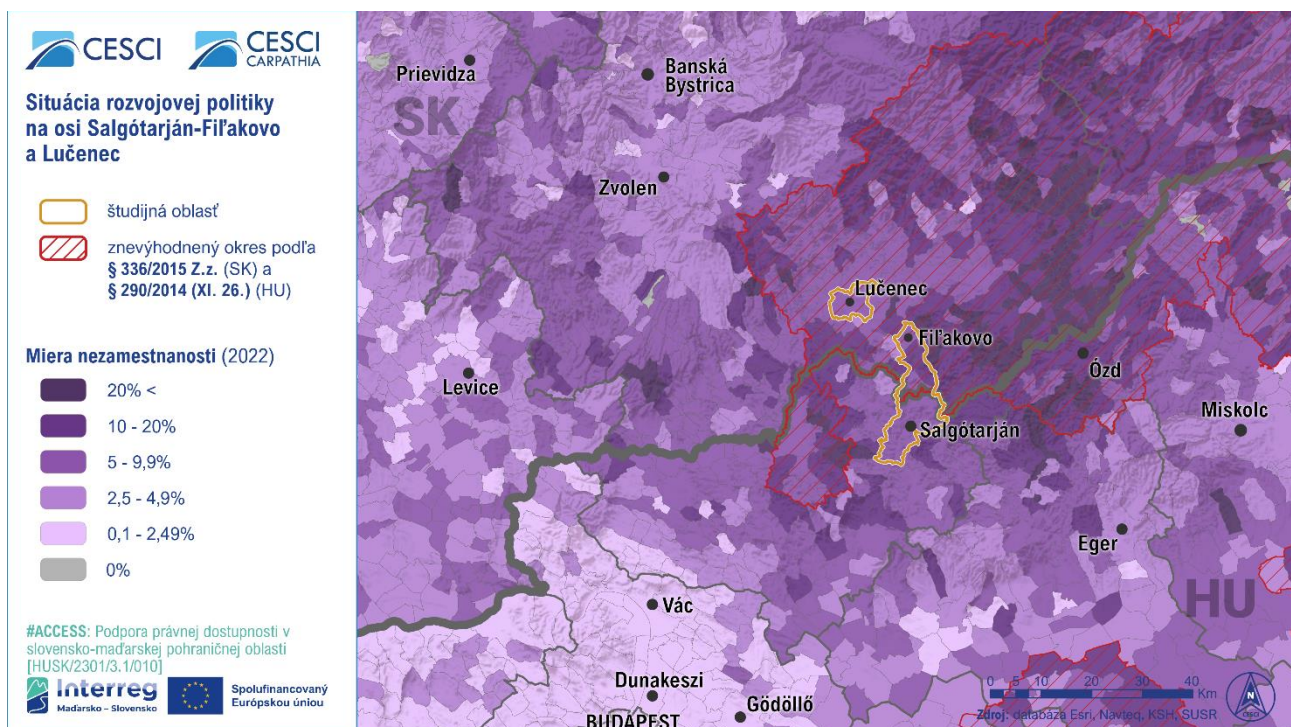 CESCI
CESCI
CARPATHIA
Situácia rozvojovej politiky
na osi Salgótarján-Fiľakovo
a Lučenec
študijná oblasť
znevýhodnený okres podľa
§ 336/2015 Z.z. (SK) a
§ 290/2014 (XI. 26.) (HU)
Miera nezamestnanosti (2022)
20% <
10 - 20%
5 - 9,9%
2,5 - 4,9%
0,1 - 2,49%
0%
#ACCESS: Podpora právnej dostupnosti v
slovensko-maďarskej pohraničnej oblasti
[HUSK/2301/3.1/010]
Interreg
Maďarsko – Slovensko
Spolufinancovaný
Európskou úniou
Prievidza
SK
Banská
Bystrica
Zvolen
Lučenec
Fiľakovo
Levice
Ózd
Miskolc
Salgótarján
Eger
HU
Vác
Dunakeszi
Gödöllő
BUDAPEST
0 5 10 20 30 40
Km
Zdroj: databáza Esri, Navteq, KSH, SUSR
N
CESCI